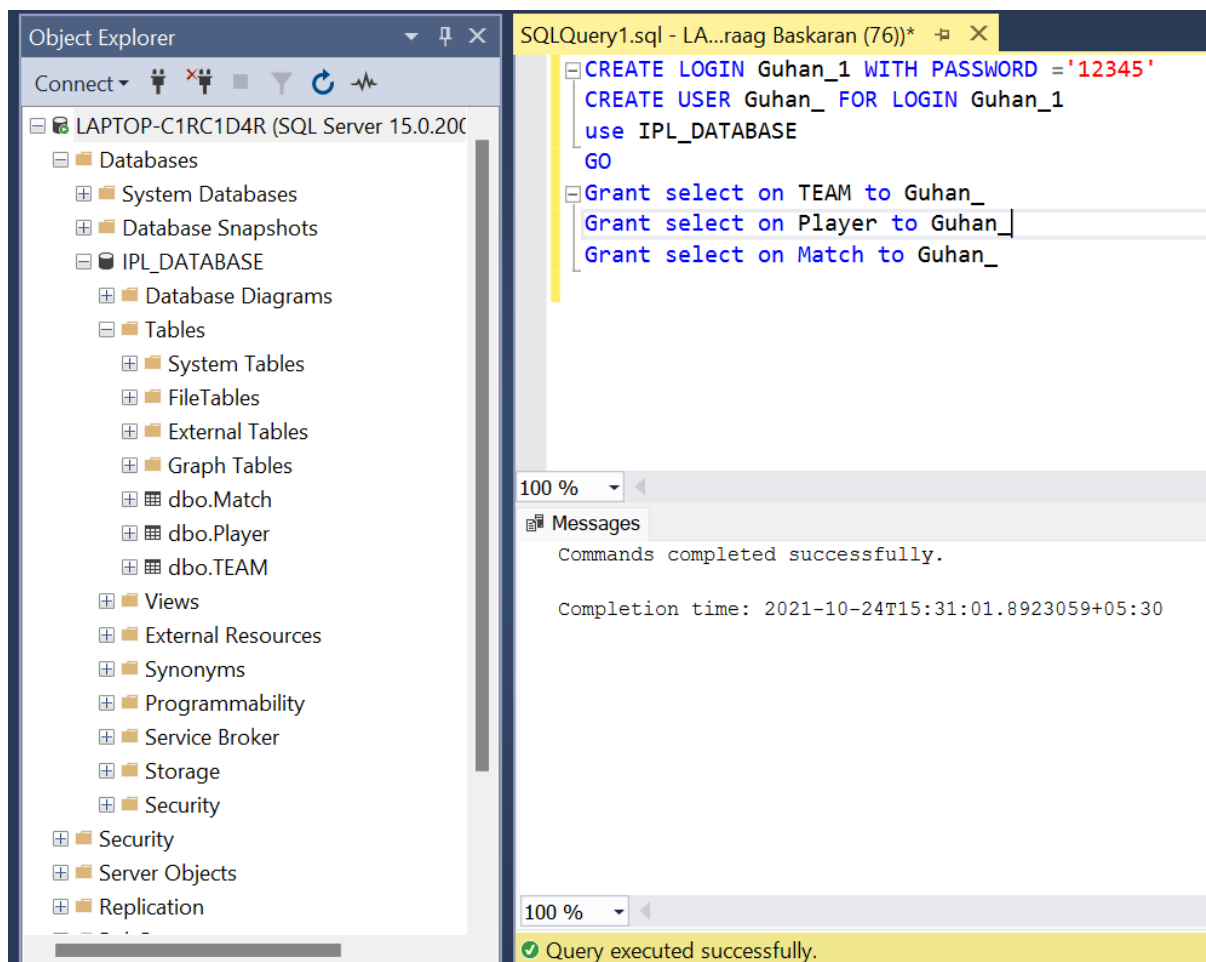 Object Explorer
Connect
LAPTOP-C1RC1D4R (SQL Server 15.0.200
Databases
System Databases
Database Snapshots
IPL_DATABASE
Database Diagrams
Tables
System Tables
FileTables
External Tables
Graph Tables
dbo.Match
dbo.Player
dbo.TEAM
Views
External Resources
Synonyms
Programmability
Service Broker
Storage
Security
Security
Server Objects
Replication
SQLQuery1.sql - LA...raag Baskaran (76))*
CREATE LOGIN Guhan_1 WITH PASSWORD ='12345'
CREATE USER Guhan_ FOR LOGIN Guhan_1
use IPL_DATABASE
GO
Grant select on TEAM to Guhan_
Grant select on Player to Guhan_
Grant select on Match to Guhan_
100 %
Messages
Commands completed successfully.
Completion time: 2021-10-24T15:31:01.8923059+05:30
100 %
Query executed successfully.